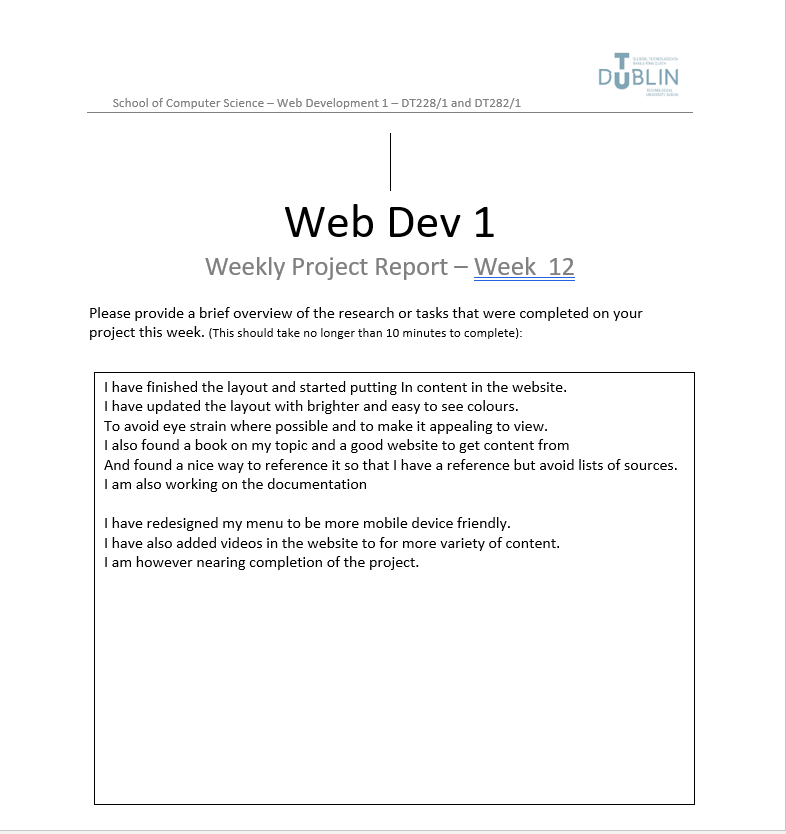 DUBLIN
School of Computer Science – Web Development 1 – DT228/1 and DT282/1
Web Dev 1
Weekly Project Report – Week  12
Please provide a brief overview of the research or tasks that were completed on your
project this week. (This should take no longer than 10 minutes to complete):
I have finished the layout and started putting In content in the website.
I have updated the layout with brighter and easy to see colours.
To avoid eye strain where possible and to make it appealing to view.
I also found a book on my topic and a good website to get content from
And found a nice way to reference it so that I have a reference but avoid lists of sources.
I am also working on the documentation
I have redesigned my menu to be more mobile device friendly.
I have also added videos in the website to for more variety of content.
I am however nearing completion of the project.